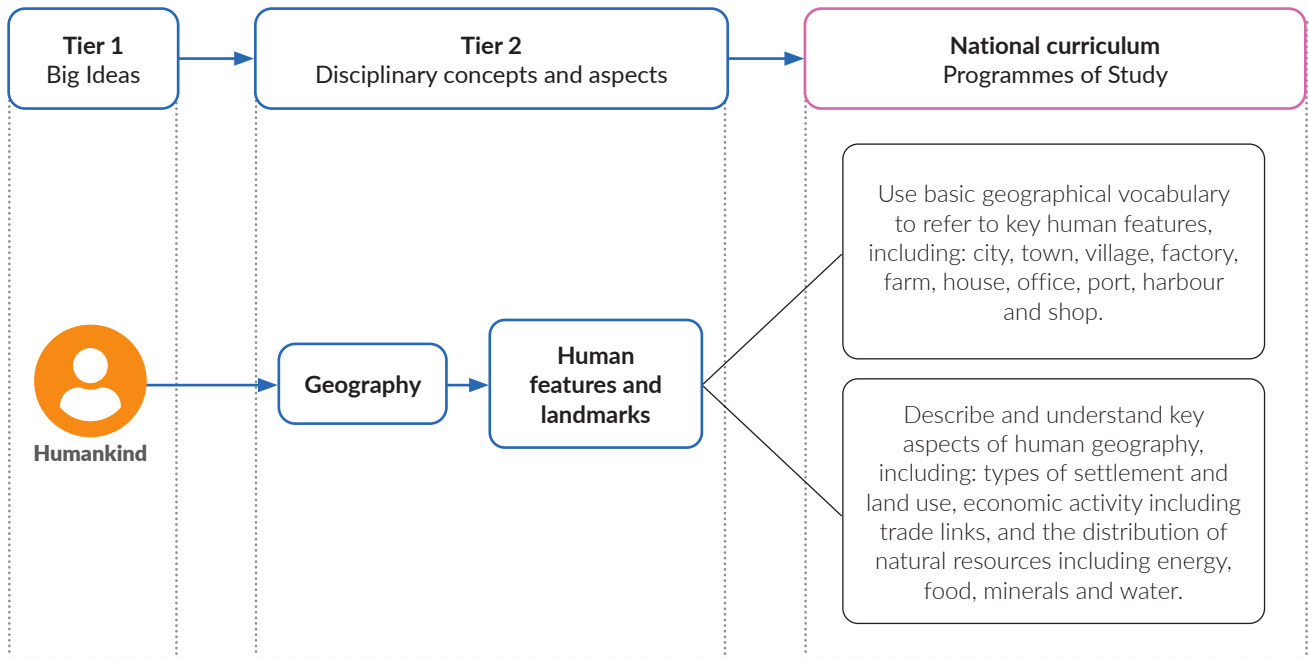 Tier 1
Big Ideas
Tier 2
Disciplinary concepts and aspects
National curriculum
Programmes of Study
Humankind
Geography
Human
features and
landmarks
Use basic geographical vocabulary
to refer to key human features,
including: city, town, village, factory,
farm, house, office, port, harbour
and shop.
Describe and understand key
aspects of human geography,
including: types of settlement and
land use, economic activity including
trade links, and the distribution of
natural resources including energy,
food, minerals and water.